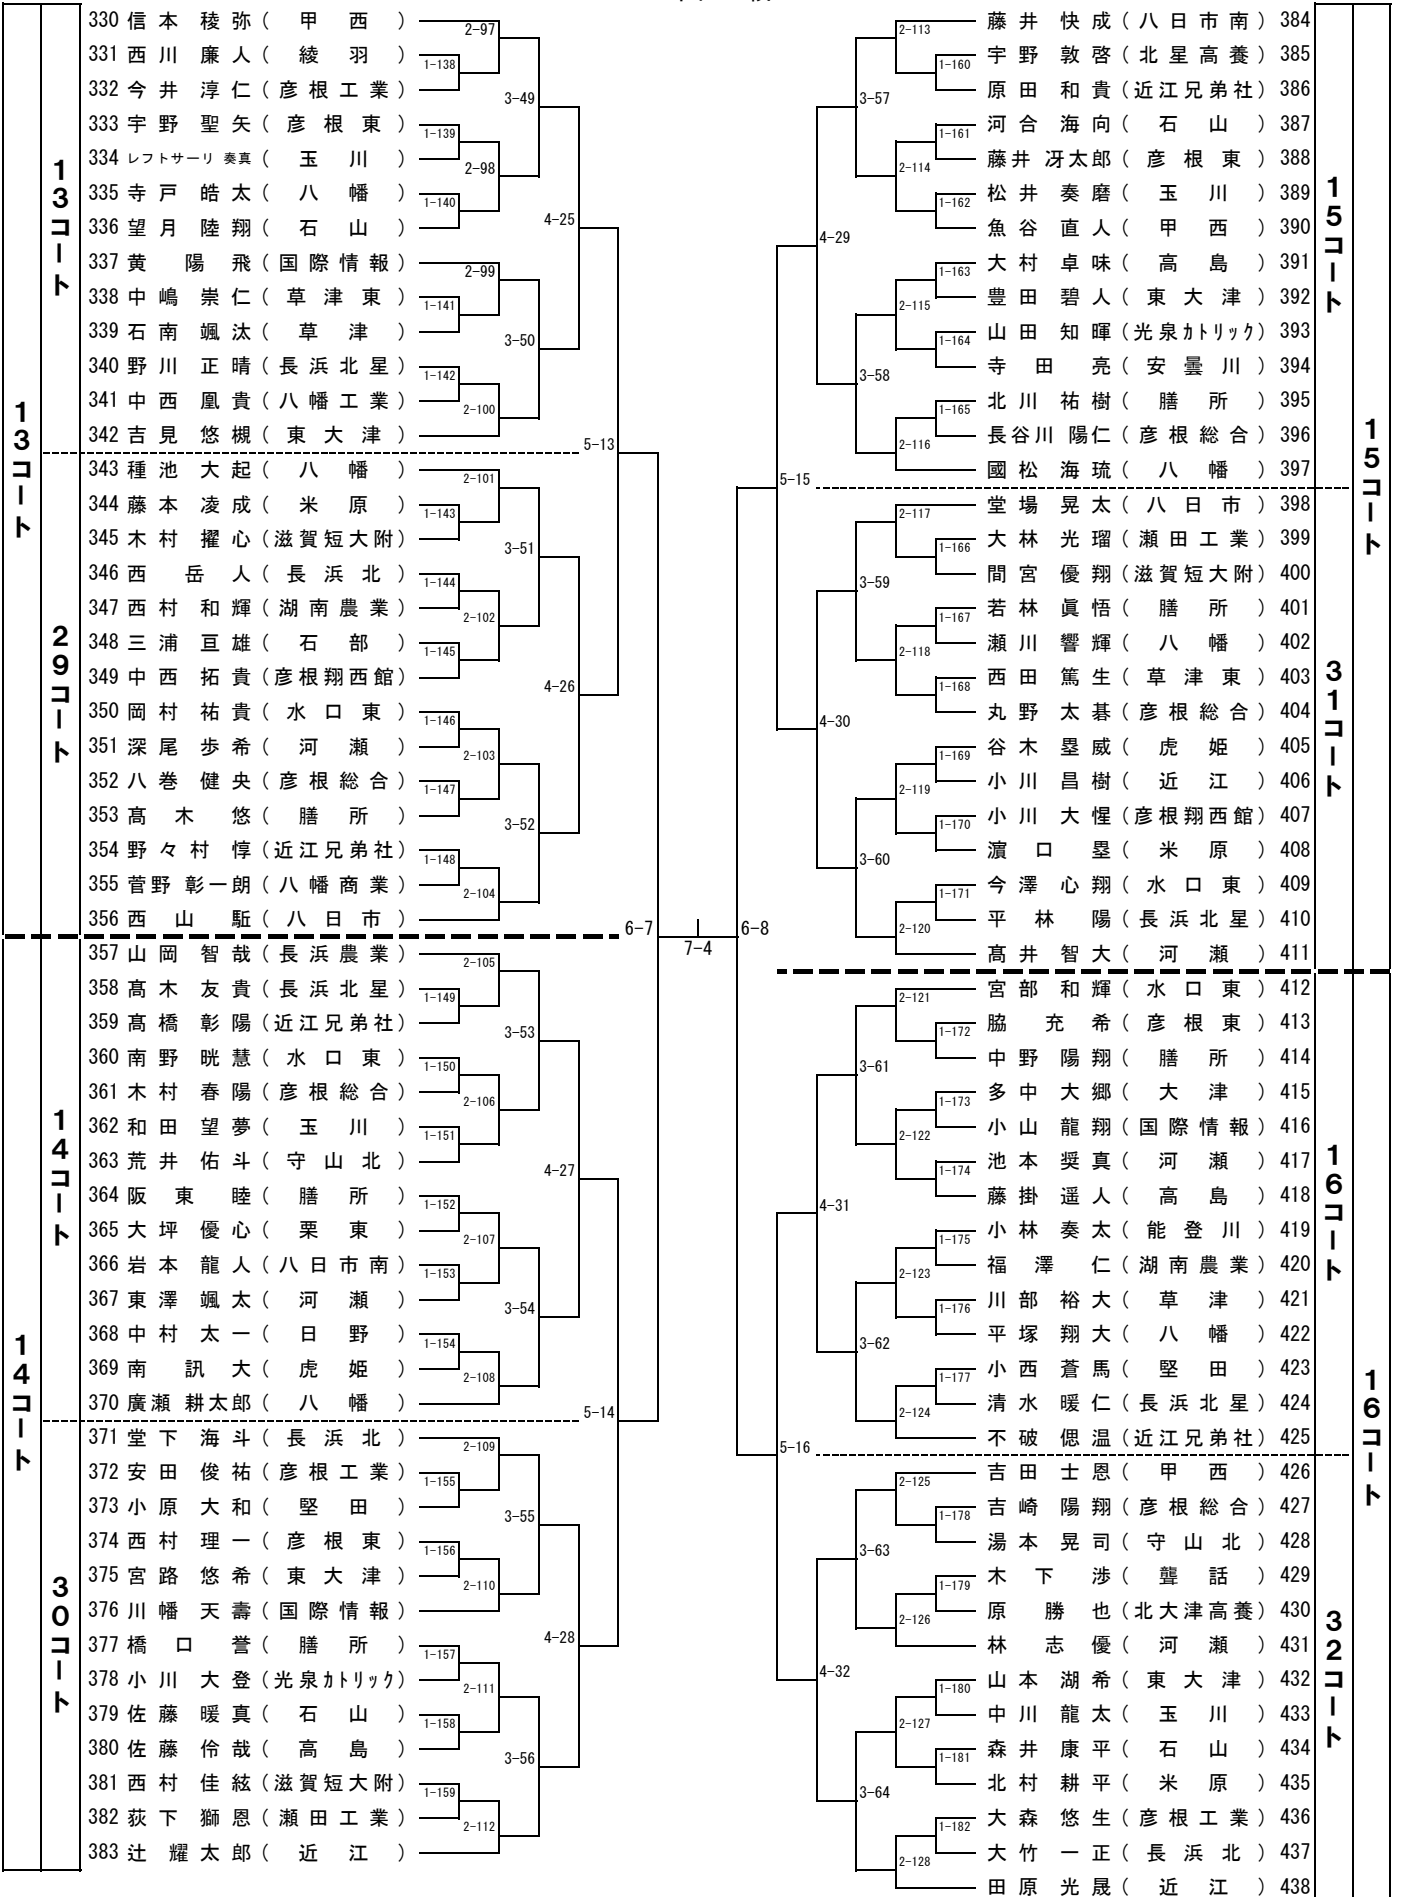 13コート
14コート
13コート
29コート
14コート
30コート
330 信本 稜弥 ( 甲西 )
331 西川 廉人 ( 綾羽 )
332 今井 淳仁 ( 彦根工業 )
333 宇野 聖矢 ( 彦根東 )
334 レフトサーリ 奏真 ( 玉川 )
335 寺戸 皓太 ( 八幡 )
336 望月 陸翔 ( 石山 )
337 黄 陽飛 ( 国際情報 )
338 中嶋 崇仁 ( 草津東 )
339 石南 颯汰 ( 草津 )
340 野川 正晴 ( 長浜北星 )
341 中西 凰貴 ( 八幡工業 )
342 吉見 悠槻 ( 東大津 )
343 種池 大起 ( 八幡 )
344 藤本 凌成 ( 米原 )
345 木村 擢心 ( 滋賀短大附 )
346 西 岳人 ( 長浜北 )
347 西村 和輝 ( 湖南農業 )
348 三浦 亘雄 ( 石部 )
349 中西 拓貴 ( 彦根翔西館 )
350 岡村 祐貴 ( 水口東 )
351 深尾 歩希 ( 河瀬 )
352 八巻 健央 ( 彦根総合 )
353 髙木 悠 ( 膳所 )
354 野々村 惇 ( 近江兄弟社 )
355 菅野 彰一朗 ( 八幡商業 )
356 西山 駈 ( 八日市 )
357 山岡 智哉 ( 長浜農業 )
358 髙木 友貴 ( 長浜北星 )
359 髙橋 彰陽 ( 近江兄弟社 )
360 南野 晄慧 ( 水口東 )
361 木村 春陽 ( 彦根総合 )
362 和田 望夢 ( 玉川 )
363 荒井 佑斗 ( 守山北 )
364 阪東 睦 ( 膳所 )
365 大坪 優心 ( 栗東 )
366 岩本 龍人 ( 八日市南 )
367 東澤 颯太 ( 河瀬 )
368 中村 太一 ( 日野 )
369 南 訊大 ( 虎姫 )
370 廣瀬 耕太郎 ( 八幡 )
371 堂下 海斗 ( 長浜北 )
372 安田 俊祐 ( 彦根工業 )
373 小原 大和 ( 堅田 )
374 西村 理一 ( 彦根東 )
375 宮路 悠希 ( 東大津 )
376 川幡 天壽 ( 国際情報 )
377 橋口 誉 ( 膳所 )
378 小川 大登 ( 光泉カトリック )
379 佐藤 暖真 ( 石山 )
380 佐藤 伶哉 ( 高島 )
381 西村 佳紘 ( 滋賀短大附 )
382 荻下 獅恩 ( 瀬田工業 )
383 辻 耀太郎 ( 近江 )
2-97
1-138
3-49
1-139
2-98
1-140
4-25
2-99
1-141
3-50
1-142
2-100
5-13
2-101
1-143
3-51
1-144
2-102
1-145
4-26
1-146
2-103
1-147
3-52
1-148
2-104
6-7
7-4
2-105
1-149
3-53
1-150
2-106
1-151
4-27
1-152
2-107
1-153
3-54
1-154
2-108
5-14
2-109
1-155
3-55
1-156
2-110
4-28
1-157
2-111
1-158
3-56
1-159
2-112
2-113
1-160
3-57
1-161
2-114
1-162
4-29
1-163
2-115
1-164
3-58
1-165
2-116
5-15
2-117
1-166
3-59
1-167
2-118
1-168
4-30
1-169
2-119
1-170
3-60
1-171
2-120
6-8
2-121
1-172
3-61
1-173
2-122
1-174
4-31
1-175
2-123
1-176
3-62
1-177
2-124
5-16
2-125
1-178
3-63
1-179
2-126
4-32
1-180
2-127
1-181
3-64
1-182
2-128
藤井 快成 ( 八日市南 ) 384
宇野 敦啓 ( 北星高養 ) 385
原田 和貴 ( 近江兄弟社 ) 386
河合 海向 ( 石山 ) 387
藤井 冴太郎 ( 彦根東 ) 388
松井 奏磨 ( 玉川 ) 389
魚谷 直人 ( 甲西 ) 390
大村 卓味 ( 高島 ) 391
豊田 碧人 ( 東大津 ) 392
山田 知暉 ( 光泉カトリック ) 393
寺田 亮 ( 安曇川 ) 394
北川 祐樹 ( 膳所 ) 395
長谷川 陽仁 ( 彦根総合 ) 396
國松 海琉 ( 八幡 ) 397
堂場 晃太 ( 八日市 ) 398
大林 光瑠 ( 瀬田工業 ) 399
間宮 優翔 ( 滋賀短大附 ) 400
若林 眞悟 ( 膳所 ) 401
瀬川 響輝 ( 八幡 ) 402
西田 篤生 ( 草津東 ) 403
丸野 太碁 ( 彦根総合 ) 404
谷木 塁威 ( 虎姫 ) 405
小川 昌樹 ( 近江 ) 406
小川 大惺 ( 彦根翔西館 ) 407
濵口 塁 ( 米原 ) 408
今澤 心翔 ( 水口東 ) 409
平林 陽 ( 長浜北星 ) 410
髙井 智大 ( 河瀬 ) 411
宮部 和輝 ( 水口東 ) 412
脇 充希 ( 彦根東 ) 413
中野 陽翔 ( 膳所 ) 414
多中 大郷 ( 大津 ) 415
小山 龍翔 ( 国際情報 ) 416
池本 奨真 ( 河瀬 ) 417
藤掛 遥人 ( 高島 ) 418
小林 奏太 ( 能登川 ) 419
福澤 仁 ( 湖南農業 ) 420
川部 裕大 ( 草津 ) 421
平塚 翔大 ( 八幡 ) 422
小西 蒼馬 ( 堅田 ) 423
清水 暖仁 ( 長浜北星 ) 424
不破 偲温 ( 近江兄弟社 ) 425
吉田 士恩 ( 甲西 ) 426
吉崎 陽翔 ( 彦根総合 ) 427
湯本 晃司 ( 守山北 ) 428
木下 渉 ( 聾話 ) 429
原 勝也 ( 北大津高養 ) 430
林 志優 ( 河瀬 ) 431
山本 湖希 ( 東大津 ) 432
中川 龍太 ( 玉川 ) 433
森井 康平 ( 石山 ) 434
北村 耕平 ( 米原 ) 435
大森 悠生 ( 彦根工業 ) 436
大竹 一正 ( 長浜北 ) 437
田原 光晟 ( 近江 ) 438
15コート
31コート
16コート
32コート
15コート
16コート